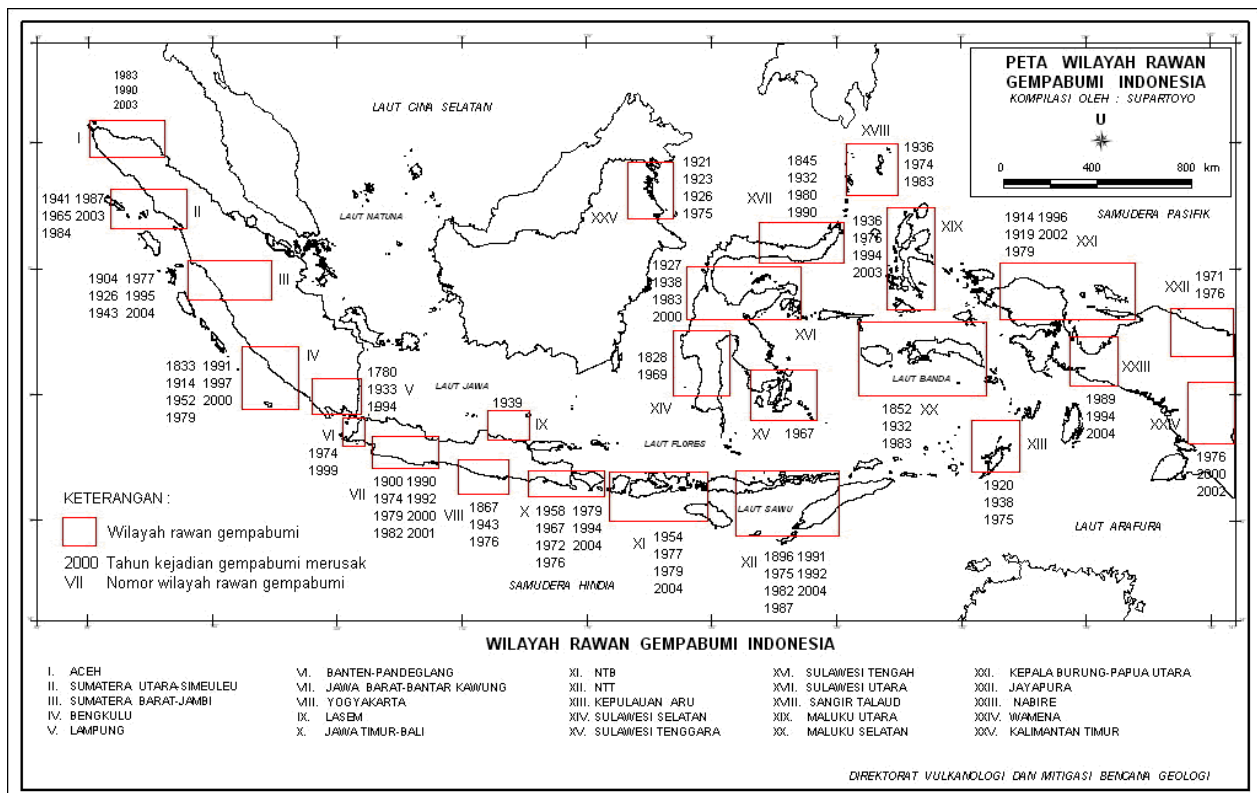 PETA WILAYAH RAWAN
GEMPABUMI INDONESIA
KOMPILASI OLEH : SUPARTOYO
U
0 400 800 km
LAUT CINA SELATAN
LAUT NATUNA
SAMUDERA PASIFIK
LAUT JAWA
LAUT BANDA
LAUT FLORES
LAUT SAWU
LAUT ARAFURA
SAMUDERA HINDIA
I
1983
1990
2003
II
1941 1987
1965 2003
1984
III
1904 1977
1926 1995
1943 2004
IV
1833 1991
1914 1997
1952 2000
1979
V
1780
1933
1994
VI
1974
1999
VII
1900 1990
1974 1992
1979 2000
1982 2001
VIII
1867
1943
1976
IX
1939
X
1958 1979
1967 1994
1972 2004
1976
XI
1954
1977
1979
2004
XII
1896 1991
1975 1992
1982 2004
1987
XIII
1920
1938
1975
XIV
1828
1969
XV
1967
XVI
1927
1938
1983
2000
XVII
1845
1932
1980
1990
XVIII
1936
1974
1983
XIX
1936
1976
1994
2003
XX
1852
1932
1983
XXI
1914 1996
1919 2002
1979
XXII
1971
1976
XXIII
1989
1994
2004
XXIV
1976
2000
2002
XXV
1921
1923
1926
1975
KETERANGAN :
Wilayah rawan gempabumi
2000 Tahun kejadian gempabumi merusak
VII Nomor wilayah rawan gempabumi
WILAYAH RAWAN GEMPABUMI INDONESIA
I. ACEH
II. SUMATERA UTARA-SIMEULEU
III. SUMATERA BARAT-JAMBI
IV. BENGKULU
V. LAMPUNG
VI. BANTEN-PANDEGLANG
VII. JAWA BARAT-BANTAR KAWUNG
VIII. YOGYAKARTA
IX. LASEM
X. JAWA TIMUR-BALI
XI. NTB
XII. NTT
XIII. KEPULAUAN ARU
XIV. SULAWESI SELATAN
XV. SULAWESI TENGGARA
XVI. SULAWESI TENGAH
XVII. SULAWESI UTARA
XVIII. SANGIR TALAUD
XIX. MALUKU UTARA
XX. MALUKU SELATAN
XXI. KEPALA BURUNG-PAPUA UTARA
XXII. JAYAPURA
XXIII. NABIRE
XXIV. WAMENA
XXV. KALIMANTAN TIMUR
DIREKTORAT VULKANOLOGI DAN MITIGASI BENCANA GEOLOGI